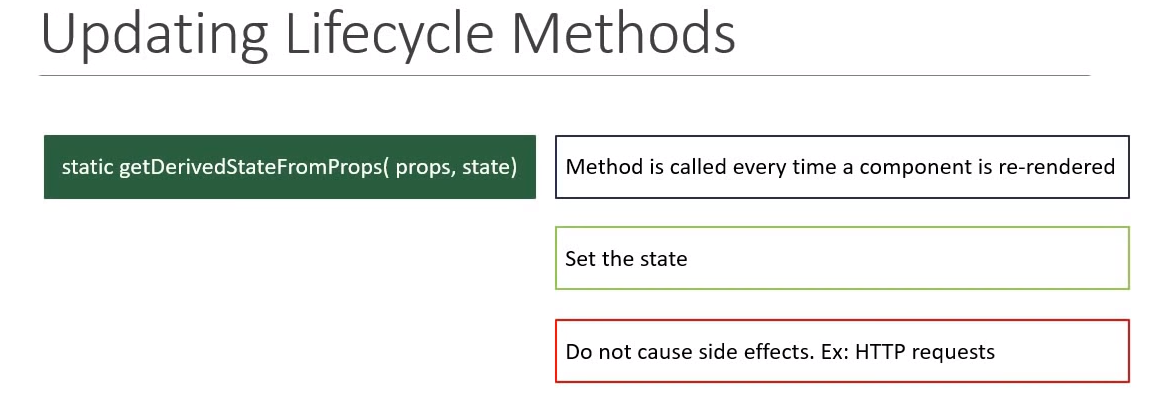 Updating Lifecycle Methods
static getDerivedStateFromProps( props, state)
Method is called every time a component is re-rendered
Set the state
Do not cause side effects. Ex: HTTP requests